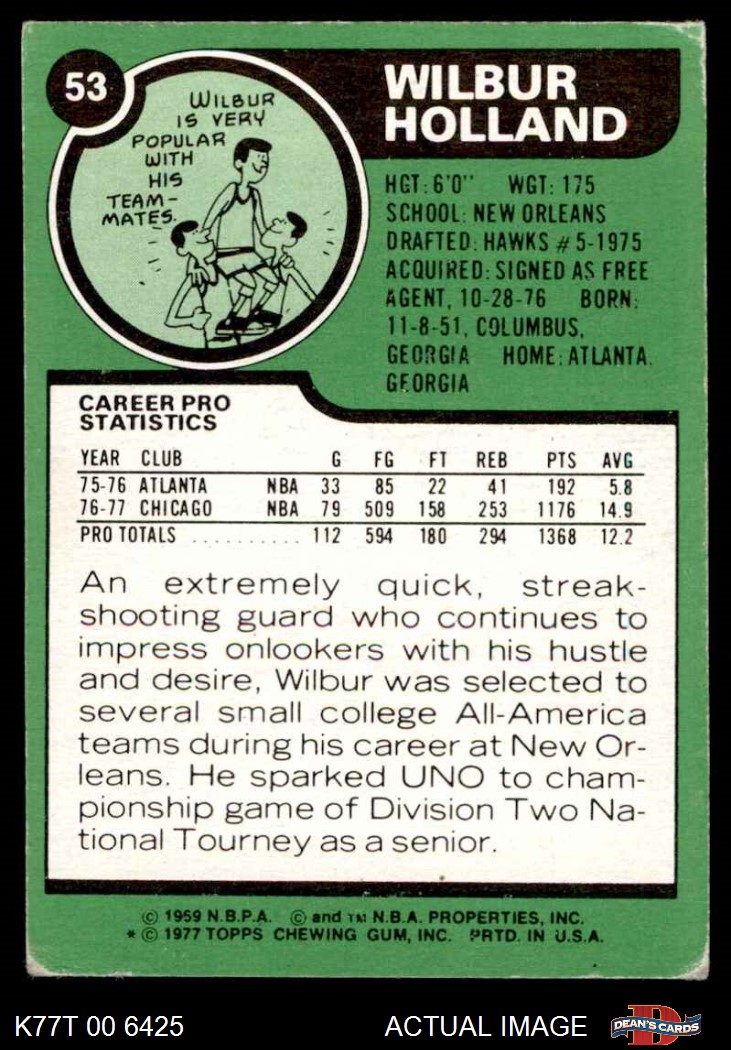 53
WILBUR
HOLLAND
WILBUR
IS VERY
POPULAR
WITH
HIS
TEAM-
MATES.
HGT: 6'0" WGT: 175
SCHOOL: NEW ORLEANS
DRAFTED: HAWKS #5-1975
ACQUIRED: SIGNED AS FREE
AGENT, 10-28-76 BORN:
11-8-51, COLUMBUS,
GEORGIA HOME: ATLANTA,
GEORGIA
CAREER PRO
STATISTICS
YEAR CLUB G FG FT REB PTS AVG
75-76 ATLANTA NBA 33 85 22 41 192 5.8
76-77 CHICAGO NBA 79 509 158 253 1176 14.9
PRO TOTALS .......... 112 594 180 294 1368 12.2
An extremely quick, streak-
shooting guard who continues to
impress onlookers with his hustle
and desire, Wilbur was selected to
several small college All-America
teams during his career at New Or-
leans. He sparked UNO to cham-
pionship game of Division Two Na-
tional Tourney as a senior.
© 1959 N.B.P.A. © and TM N.B.A. PROPERTIES, INC.
* © 1977 TOPPS CHEWING GUM, INC. PRTD. IN U.S.A.
K77T 00 6425 ACTUAL IMAGE
D
DEAN'S CARDS